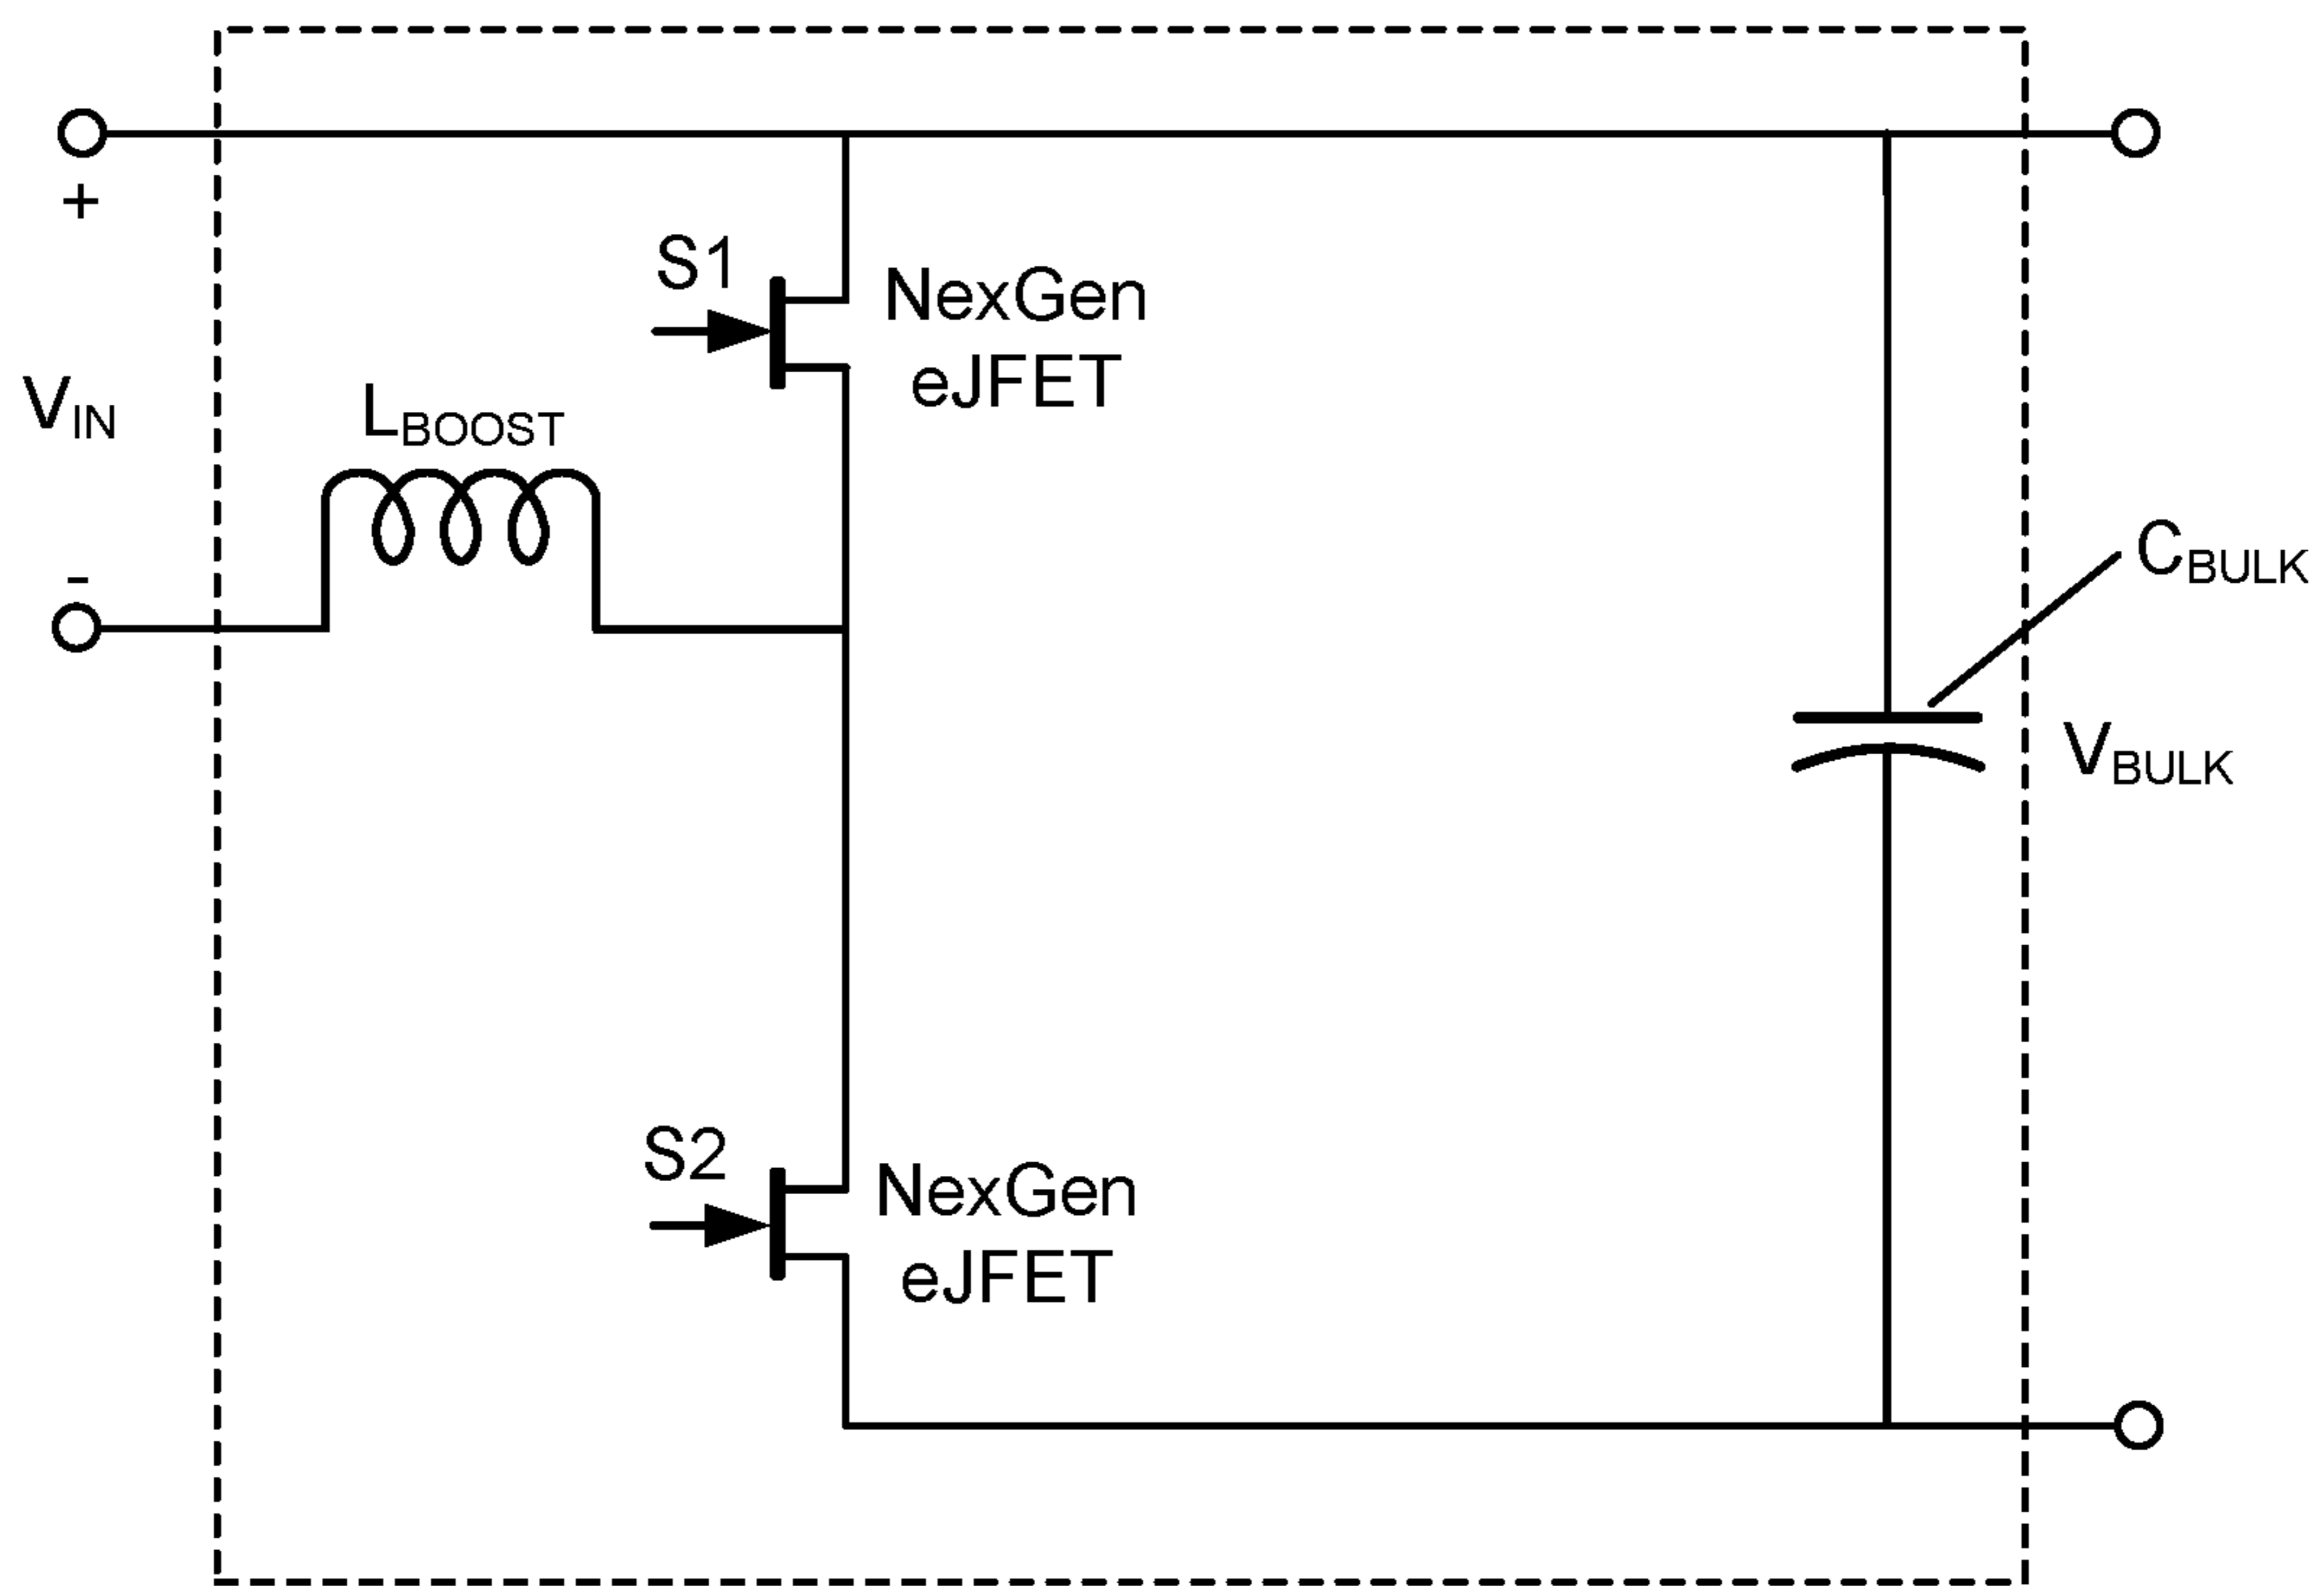 +
S1
NexGen
eJFET
VIN
LBOOST
-
CBULK
VBULK
S2
NexGen
eJFET